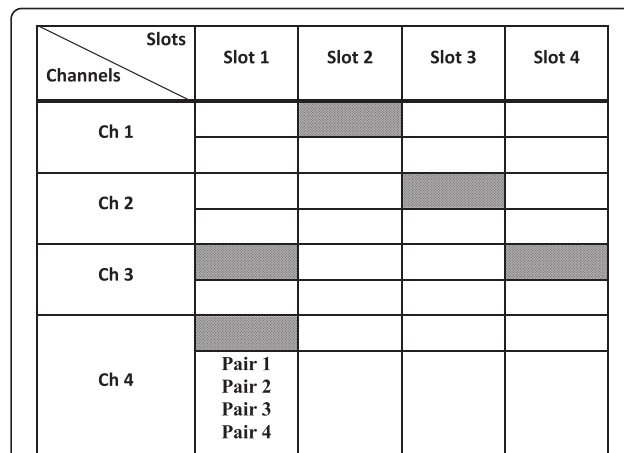 Slots
Channels
Slot 1
Slot 2
Slot 3
Slot 4
Ch 1
Ch 2
Ch 3
Ch 4
Pair 1
Pair 2
Pair 3
Pair 4